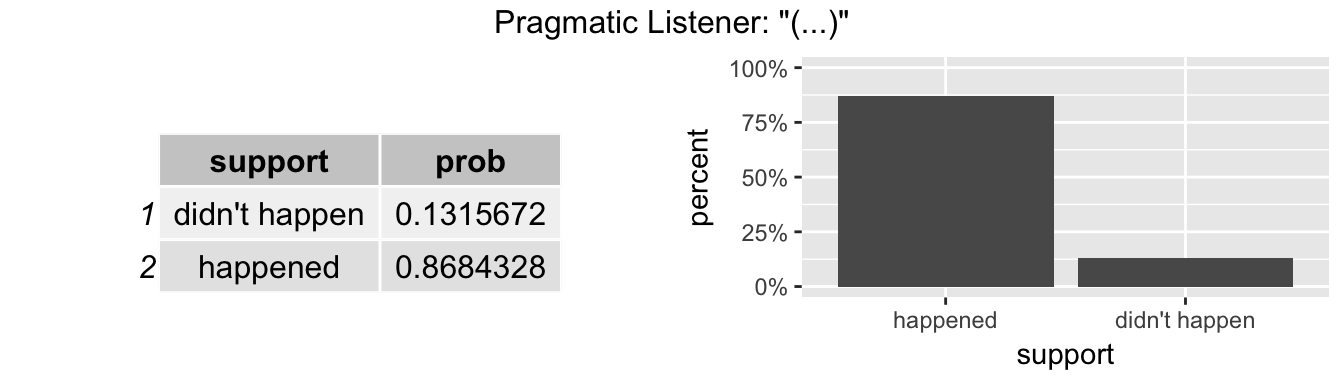 Pragmatic Listener: "(...)"
support prob
1 didn't happen 0.1315672
2 happened 0.8684328
percent
100%
75%
50%
25%
0%
happened didn't happen
support